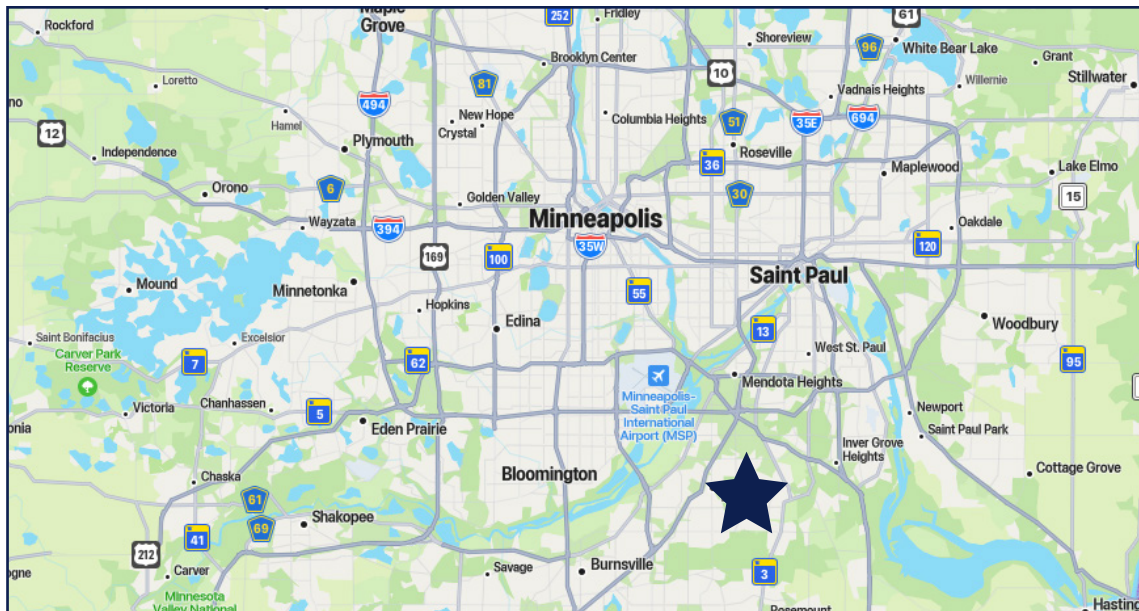 Rockford
Maple
Grove
252
Fridley
61
Shoreview
96
White Bear Lake
Grant
Stillwater
Loretto
81
Brooklyn Center
10
Willernie
no
494
Vadnais Heights
12
Hamel
New Hope
Crystal
Columbia Heights
51
35E
694
Independence
Plymouth
36
Roseville
Maplewood
Lake Elmo
Orono
6
Golden Valley
30
15
Wayzata
394
Minneapolis
35W
Oakdale
169
100
120
Mound
Minnetonka
55
Saint Paul
Hopkins
Edina
13
Woodbury
Saint Bonifacius
Excelsior
West St. Paul
Carver Park
Reserve
7
62
95
Minneapolis-
Saint Paul
International
Airport (MSP)
Mendota Heights
Victoria
Chanhassen
5
Newport
onia
Eden Prairie
Saint Paul Park
Inver Grove
Heights
Chaska
Bloomington
Cottage Grove
61
69
Shakopee
41
212
Burnsville
3
ogne
Carver
Savage
Minnesota
Valley National
Rosemount
Hasting